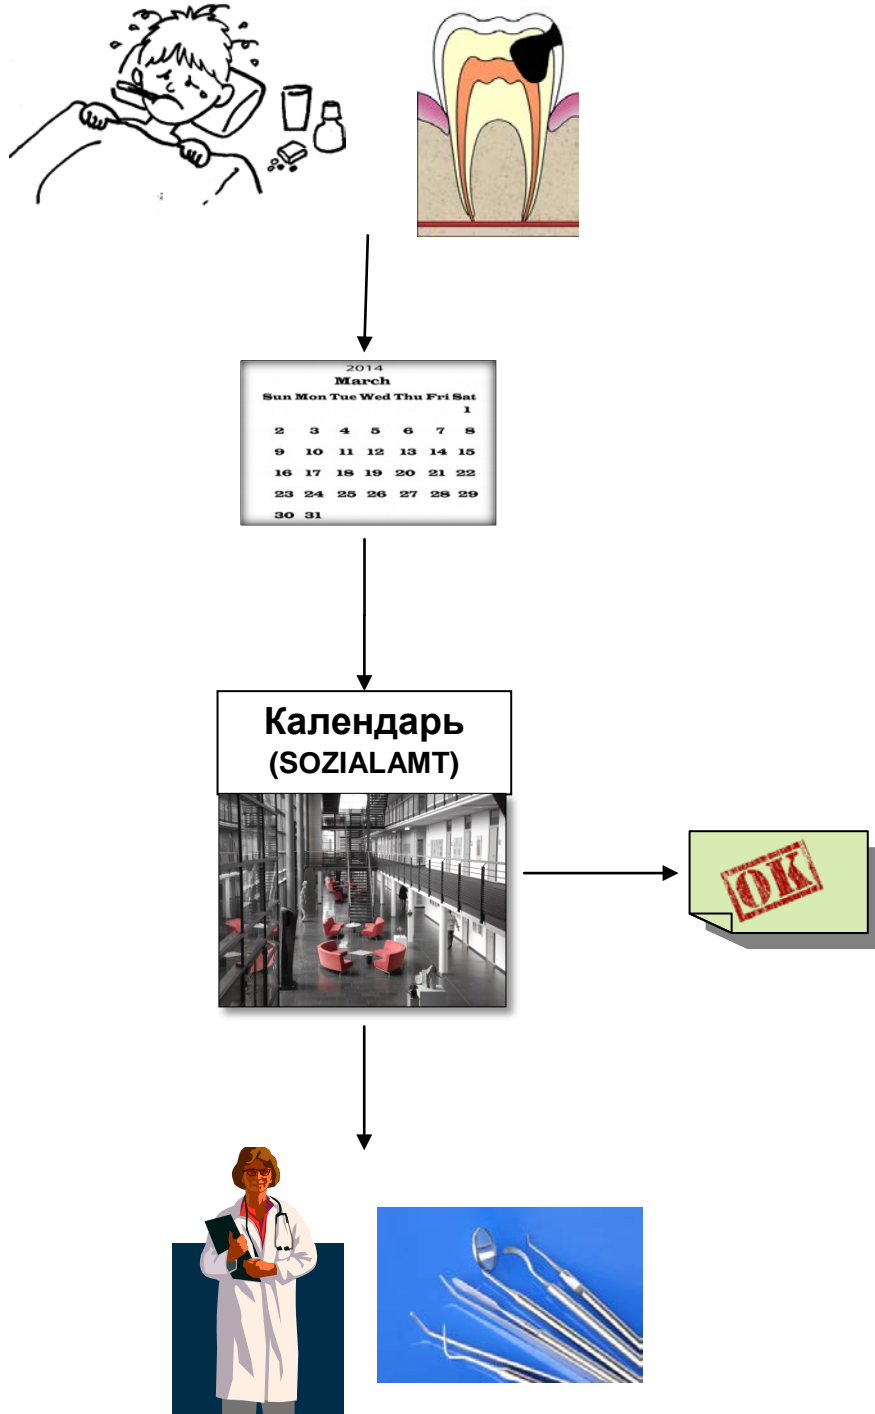 2014
March
Sun Mon Tue Wed Thu Fri Sat
1
2 3 4 5 6 7 8
9 10 11 12 13 14 15
16 17 18 19 20 21 22
23 24 25 26 27 28 29
30 31
Календарь
(SOZIALAMT)
OK